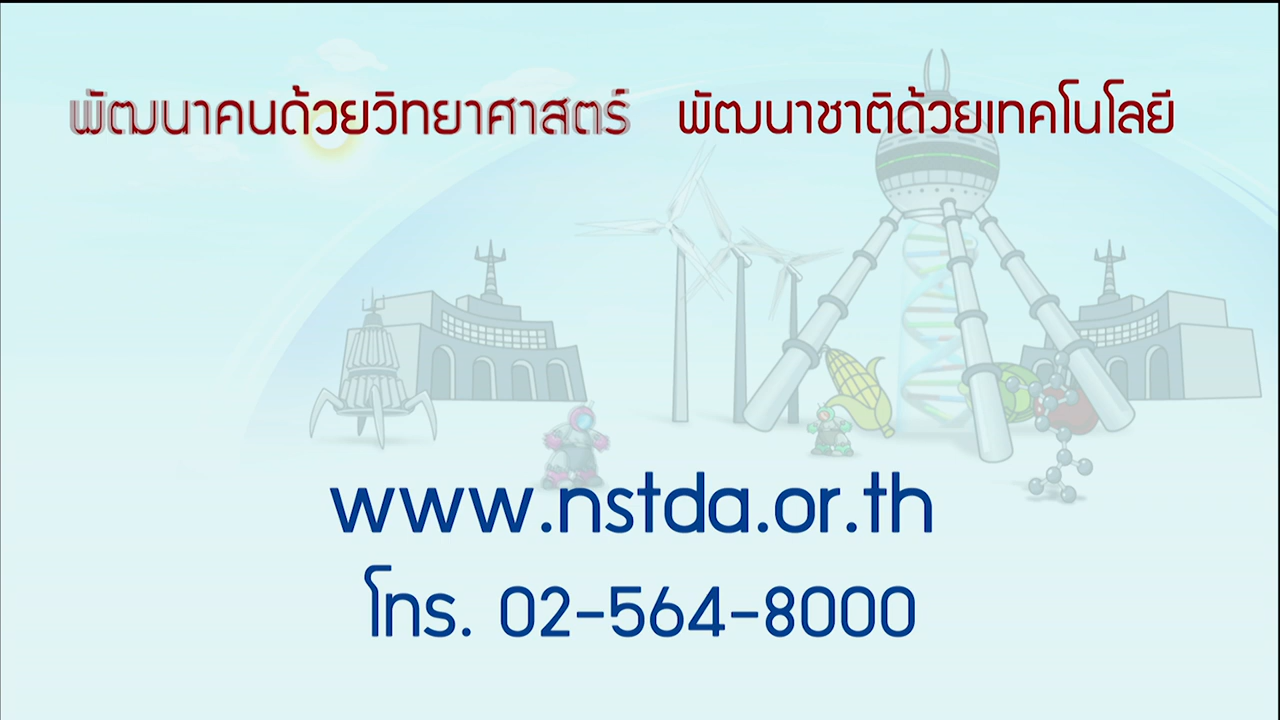 พัฒนาคนด้วยวิทยาศาสตร์ พัฒนาชาติด้วยเทคโนโลยี
www.nstda.or.th
โทร. 02-564-8000